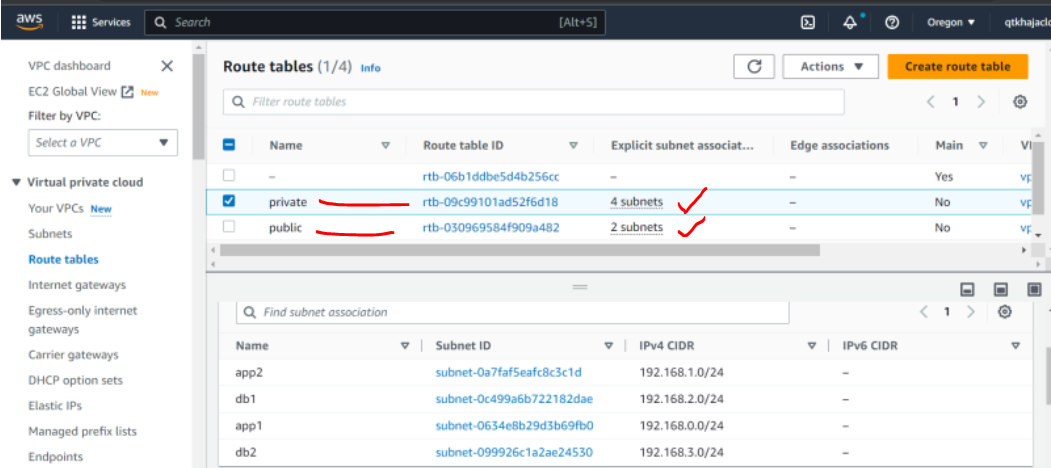 aws Services Search [Alt+S] Oregon qtkhajaclo
VPC dashboard
EC2 Global View New
Filter by VPC:
Select a VPC
Virtual private cloud
Your VPCs New
Subnets
Route tables
Internet gateways
Egress-only internet
gateways
Carrier gateways
DHCP option sets
Elastic IPs
Managed prefix lists
Endpoints
Route tables (1/4) Info Actions Create route table
Filter route tables 1
Name Route table ID Explicit subnet associat... Edge associations Main VI
– rtb-06b1ddbe5d4b256cc – – Yes vp
private rtb-09c99101ad52f6d18 4 subnets – No vp
public rtb-030969584f909a482 2 subnets – No vp
Find subnet association 1
Name Subnet ID IPv4 CIDR IPv6 CIDR
app2 subnet-0a7faf5eafc8c3c1d 192.168.1.0/24 –
db1 subnet-0c499a6b722182dae 192.168.2.0/24 –
app1 subnet-0634e8b29d3b69fb0 192.168.0.0/24 –
db2 subnet-099926c1a2ae24530 192.168.3.0/24 –